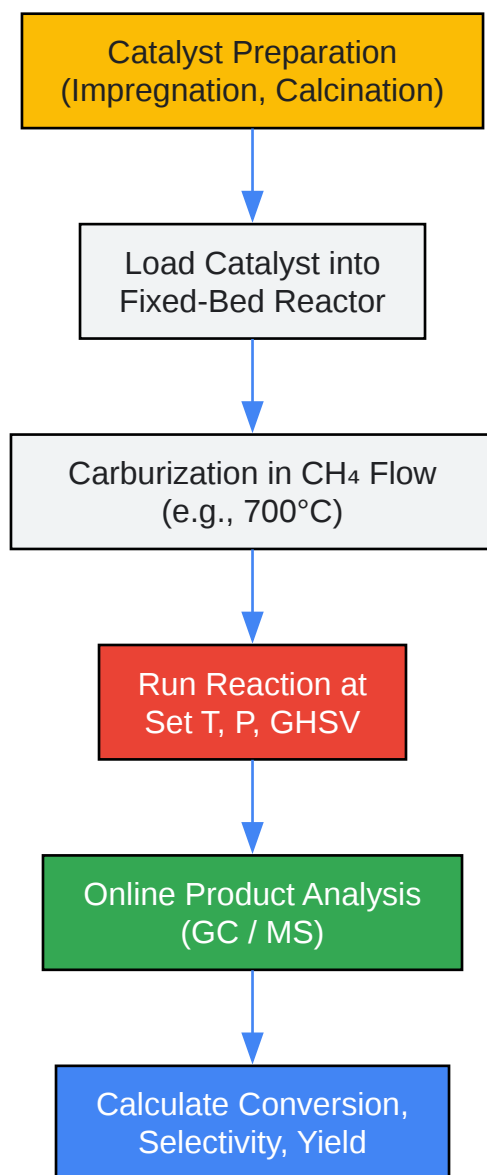 Catalyst Preparation
(Impregnation, Calcination)
Load Catalyst into
Fixed-Bed Reactor
Carburization in CH₄ Flow
(e.g., 700°C)
Run Reaction at
Set T, P, GHSV
Online Product Analysis
(GC / MS)
Calculate Conversion,
Selectivity, Yield